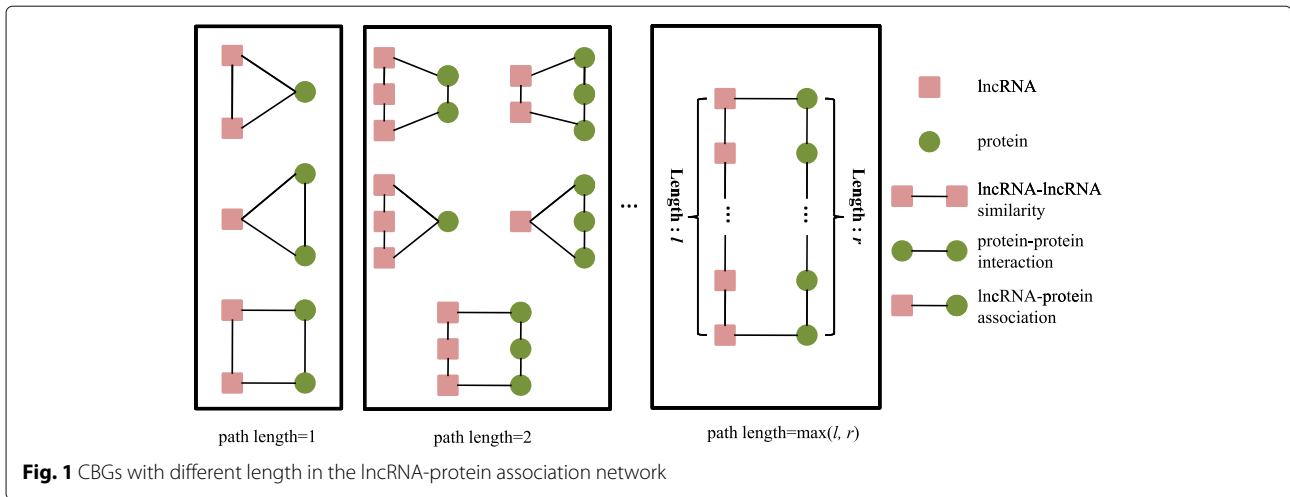 lncRNA
protein
lncRNA-lncRNA
similarity
protein-protein
interaction
lncRNA-protein
association
...
Length : l
...
...
Length : r
path length=1
path length=2
path length=max(l, r)
Fig. 1 CBGs with different length in the lncRNA-protein association network